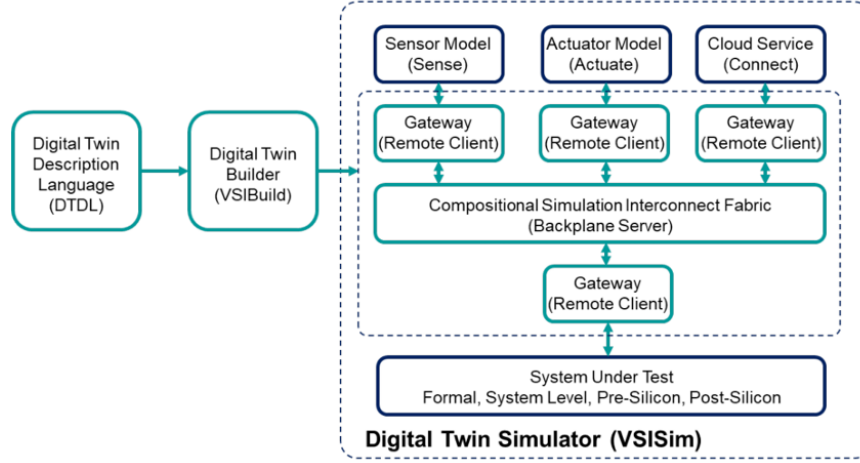 Sensor Model
(Sense)
Actuator Model
(Actuate)
Cloud Service
(Connect)
Gateway
(Remote Client)
Gateway
(Remote Client)
Gateway
(Remote Client)
Digital Twin
Description
Language
(DTDL)
Digital Twin
Builder
(VSIBuild)
Compositional Simulation Interconnect Fabric
(Backplane Server)
Gateway
(Remote Client)
System Under Test
Formal, System Level, Pre-Silicon, Post-Silicon
Digital Twin Simulator (VSISim)